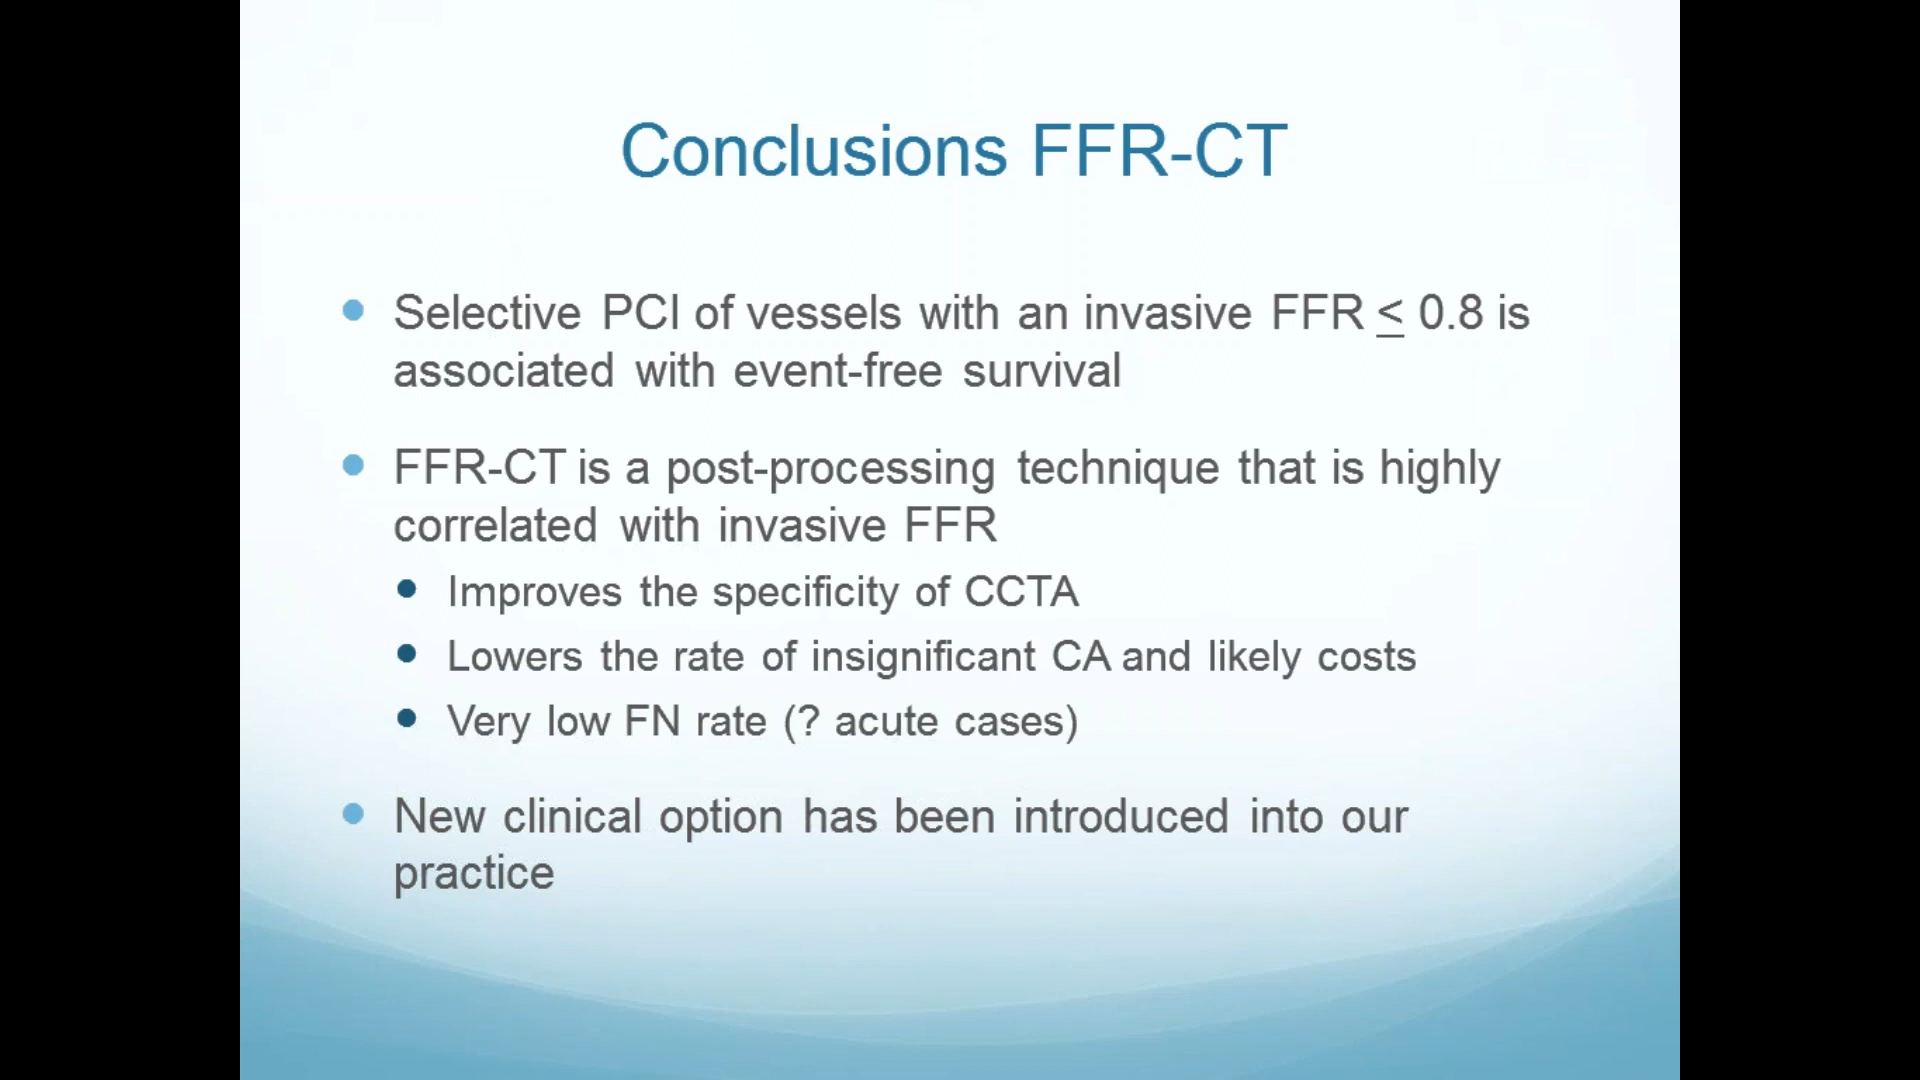 Conclusions FFR-CT
Selective PCI of vessels with an invasive FFR ≤ 0.8 is
associated with event-free survival
FFR-CT is a post-processing technique that is highly
correlated with invasive FFR
Improves the specificity of CCTA
Lowers the rate of insignificant CA and likely costs
Very low FN rate (? acute cases)
New clinical option has been introduced into our
practice